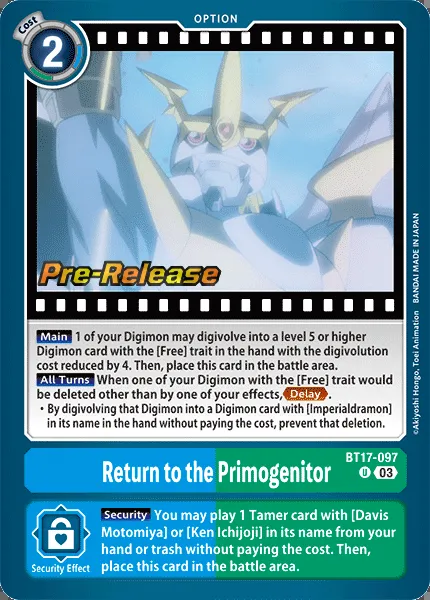 OPTION
Cost
2
Pre-Release
Main 1 of your Digimon may digivolve into a level 5 or higher
Digimon card with the [Free] trait in the hand with the digivolution
cost reduced by 4. Then, place this card in the battle area.
All Turns When one of your Digimon with the [Free] trait would
be deleted other than by one of your effects, Delay.
・By digivolving that Digimon into a Digimon card with [Imperialdramon]
in its name in the hand without paying the cost, prevent that deletion.
©Akiyoshi Hongo, Toei Animation BANDAI MADE IN JAPAN
BT17-097
Return to the Primogenitor
U 03
Security You may play 1 Tamer card with [Davis
Motomiya] or [Ken Ichijoji] in its name from your
hand or trash without paying the cost. Then,
place this card in the battle area.
Security Effect